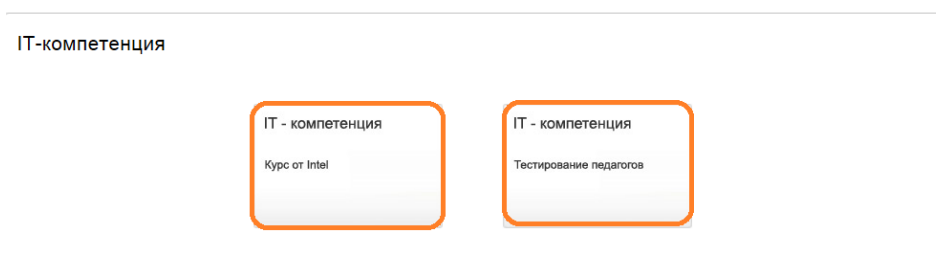 IT-компетенция
IT - компетенция
Курс от Intel
IT - компетенция
Тестирование педагогов